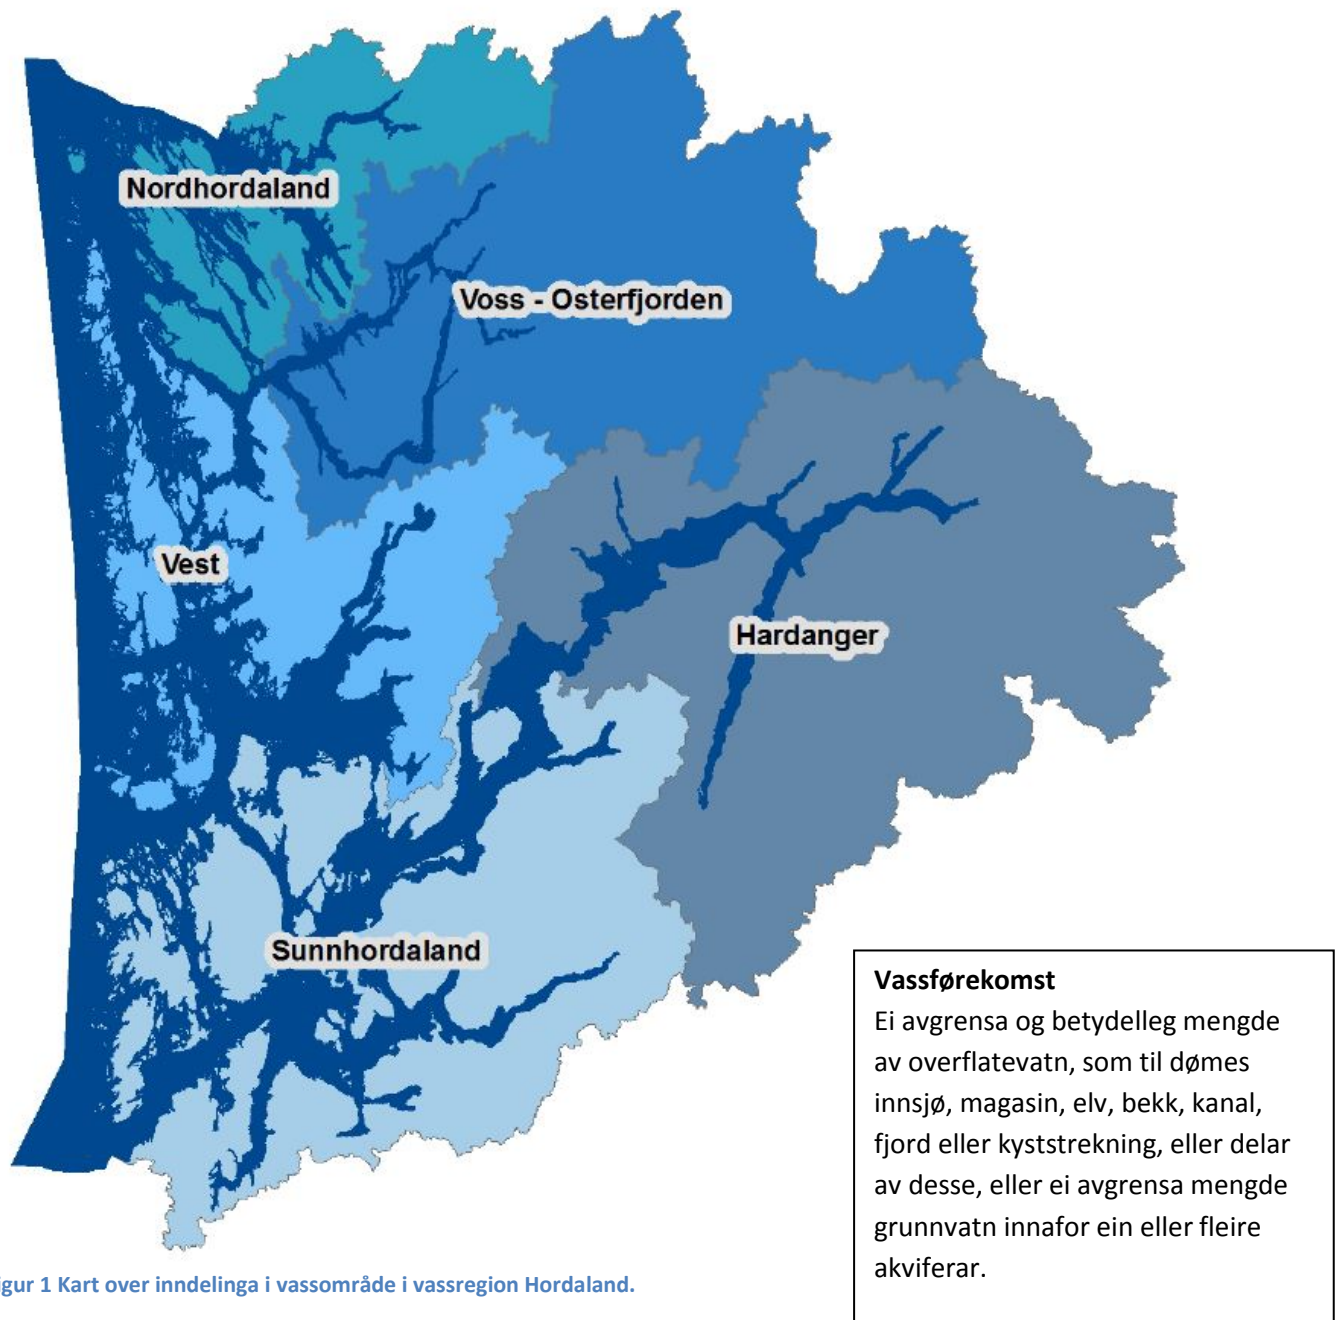 Nordhordaland
Voss - Osterfjorden
Vest
Hardanger
Sunnhordaland
Vassførekomst
Ei avgrensa og betydelleg mengde
av overflatevatn, som til dømes
innsjø, magasin, elv, bekk, kanal,
fjord eller kyststrekning, eller delar
av desse, eller ei avgrensa mengde
grunnvatn innafor ein eller fleire
akviferar.
igur 1 Kart over inndelinga i vassområde i vassregion Hordaland.